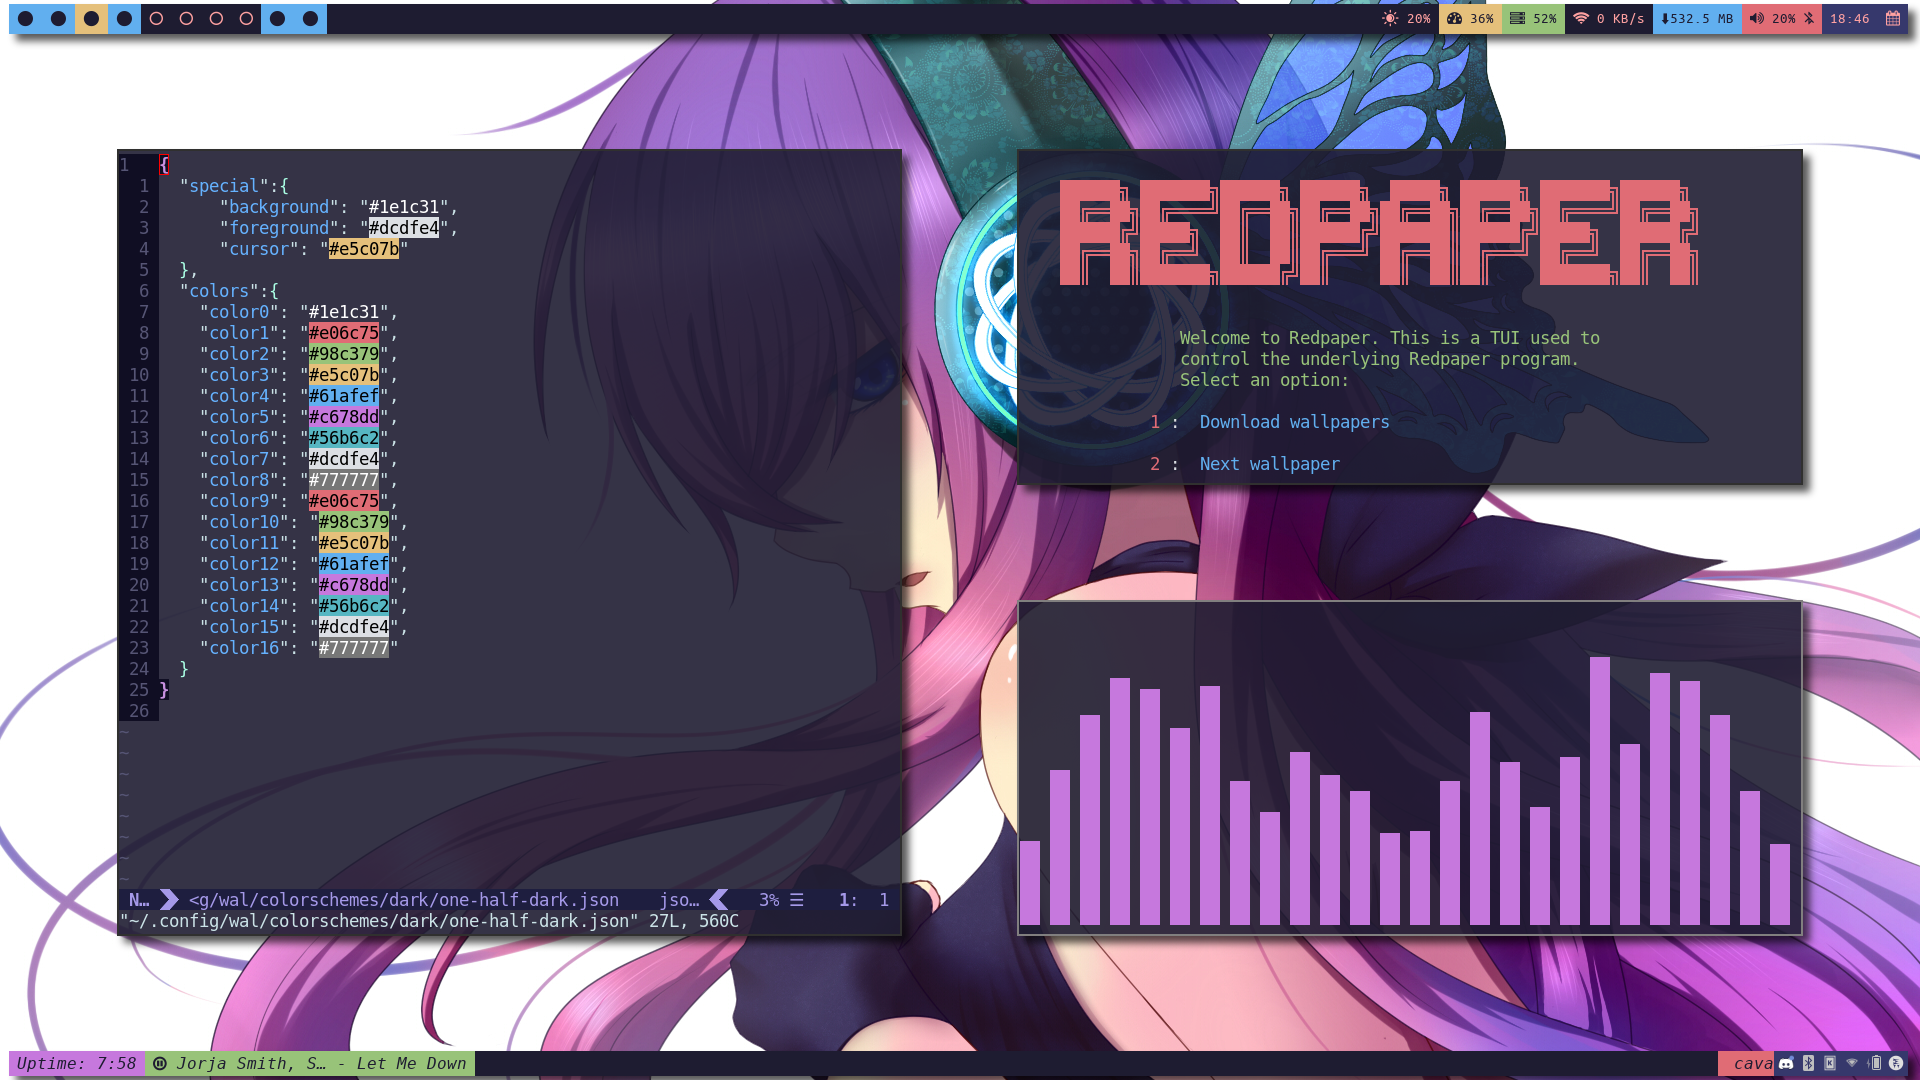 20% 36% 52% 0 KB/s 532.5 MB 20% 18:46
1 {
1 "special":{
2 "background": "#1e1c31",
3 "foreground": "#dcdfe4",
4 "cursor": "#e5c07b"
5 },
6 "colors":{
7 "color0": "#1e1c31",
8 "color1": "#e06c75",
9 "color2": "#98c379",
10 "color3": "#e5c07b",
11 "color4": "#61afef",
12 "color5": "#c678dd",
13 "color6": "#56b6c2",
14 "color7": "#dcdfe4",
15 "color8": "#777777",
16 "color9": "#e06c75",
17 "color10": "#98c379",
18 "color11": "#e5c07b",
19 "color12": "#61afef",
20 "color13": "#c678dd",
21 "color14": "#56b6c2",
22 "color15": "#dcdfe4",
23 "color16": "#777777"
24 }
25 }
26
~
~
~
~
~
~
~
~
N… <g/wal/colorschemes/dark/one-half-dark.json jso… 3% ☰ 1: 1
"~/.config/wal/colorschemes/dark/one-half-dark.json" 27L, 560C
REDPAPER
Welcome to Redpaper. This is a TUI used to
control the underlying Redpaper program.
Select an option:
1 : Download wallpapers
2 : Next wallpaper
Uptime: 7:58 Jorja Smith, S… - Let Me Down cava